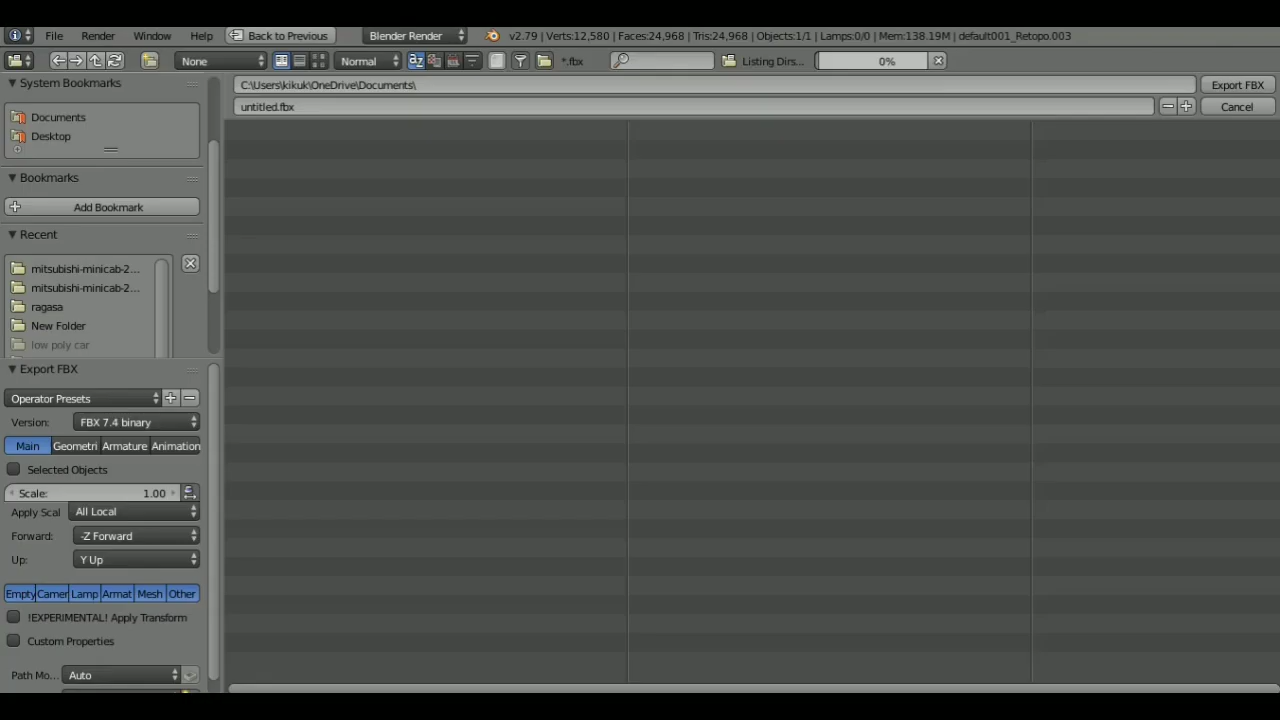 File Render Window Help Back to Previous Blender Render v2.79 | Verts:12,580 | Faces:24,968 | Tris:24,968 | Objects:1/1 | Lamps:0/0 | Mem:138.19M | default001_Retopo.003
None Normal *.fbx Listing Dirs... 0%
System Bookmarks
Documents
Desktop
Bookmarks
Add Bookmark
Recent
mitsubishi-minicab-2...
mitsubishi-minicab-2...
ragasa
New Folder
low poly car
Export FBX
Operator Presets
Version: FBX 7.4 binary
Main Geometri Armature Animation
Selected Objects
Scale: 1.00
Apply Scal All Local
Forward: -Z Forward
Up: Y Up
Empty Camer Lamp Armat Mesh Other
!EXPERIMENTAL! Apply Transform
Custom Properties
Path Mo... Auto
C:\Users\kikuk\OneDrive\Documents\ Export FBX
untitled.fbx Cancel